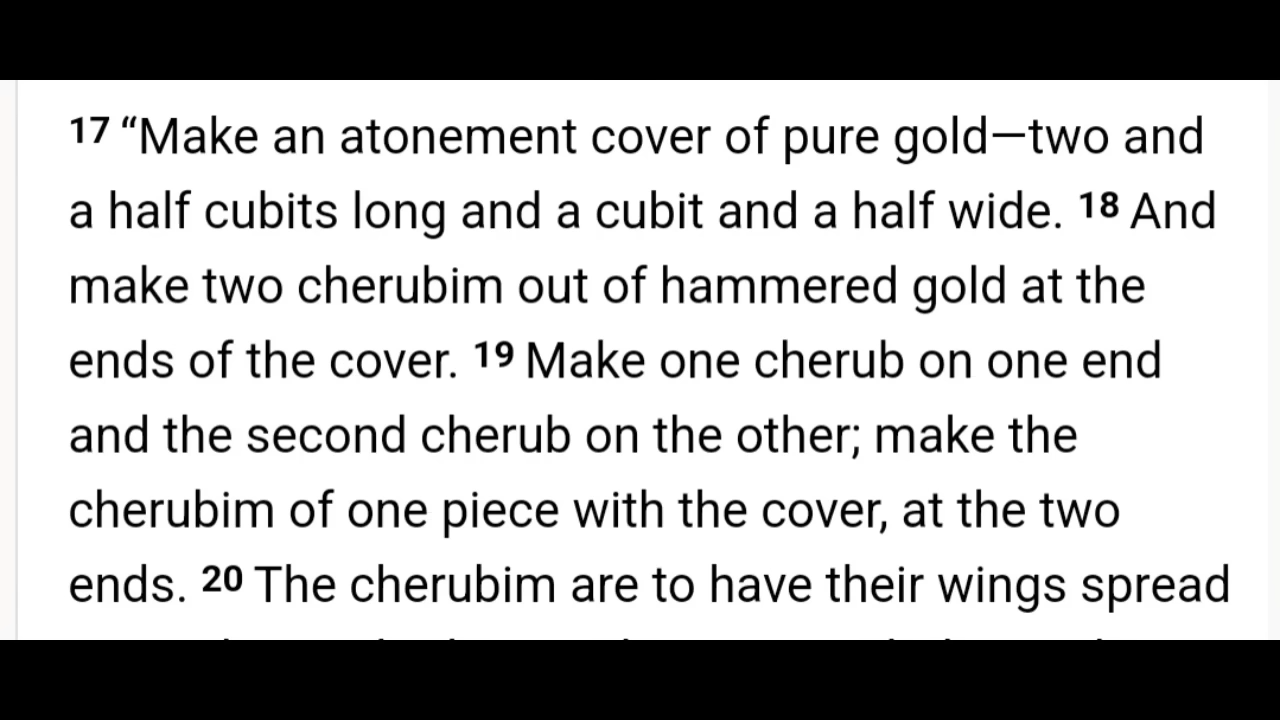 17 “Make an atonement cover of pure gold—two and
a half cubits long and a cubit and a half wide. 18 And
make two cherubim out of hammered gold at the
ends of the cover. 19 Make one cherub on one end
and the second cherub on the other; make the
cherubim of one piece with the cover, at the two
ends. 20 The cherubim are to have their wings spread